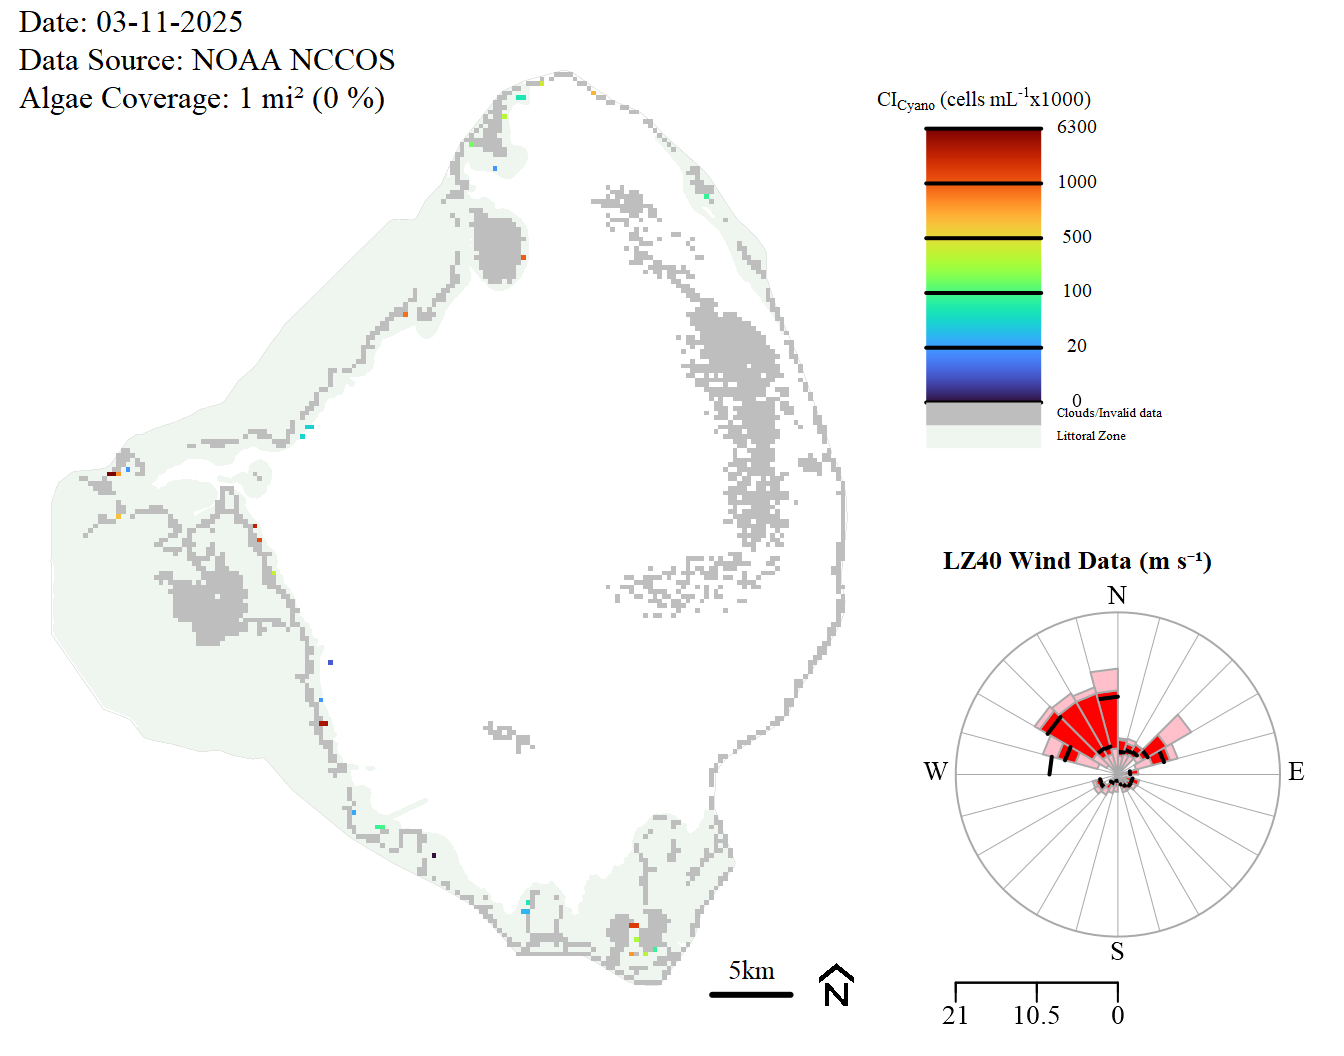 Date: 03-11-2025
Data Source: NOAA NCCOS
Algae Coverage: 1 mi² (0 %)
CICyano (cells mL⁻¹x1000)
6300
1000
500
100
20
0
Clouds/Invalid data
Littoral Zone
LZ40 Wind Data (m s⁻¹)
N
W
E
S
5km
N
21
10.5
0